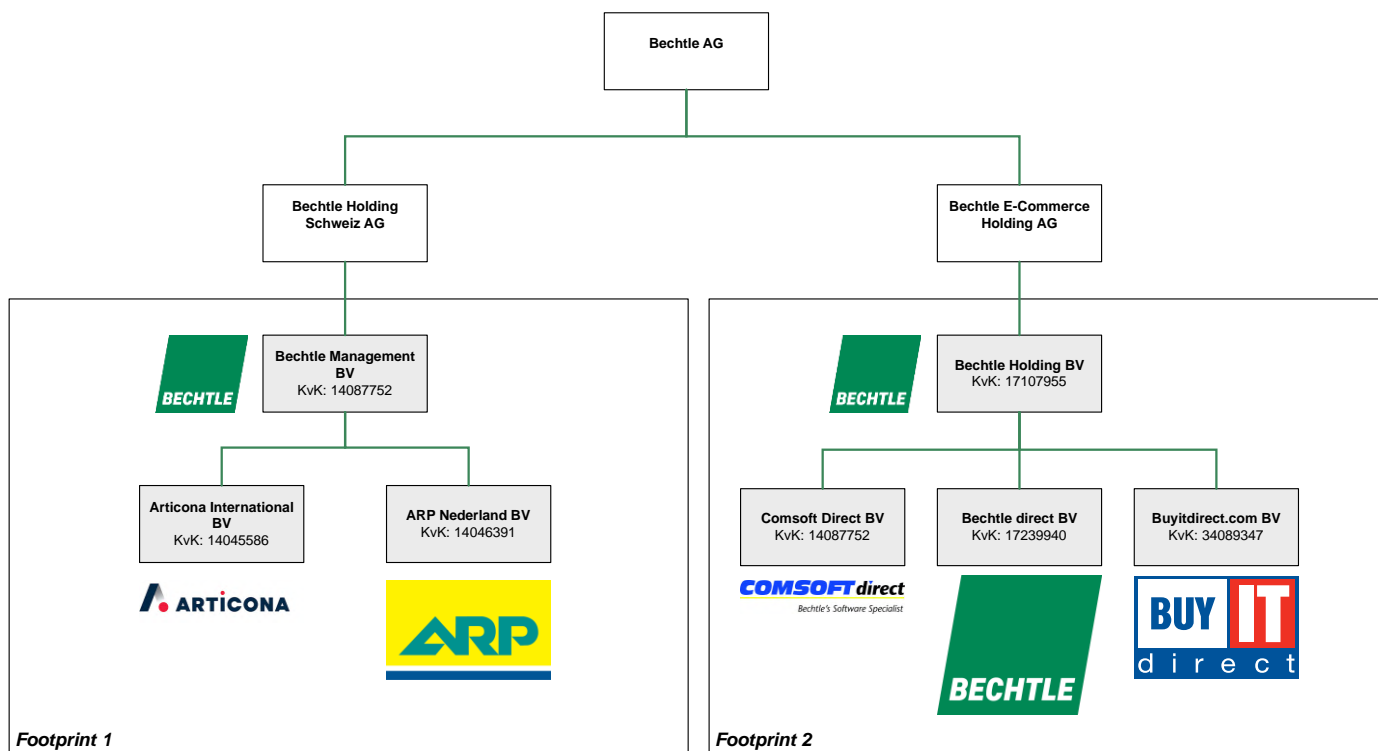 Bechtle AG
Bechtle Holding
Schweiz AG
Bechtle E-Commerce
Holding AG
BECHTLE
Bechtle Management
BV
KvK: 14087752
BECHTLE
Bechtle Holding BV
KvK: 17107955
Articona International
BV
KvK: 14045586
ARP Nederland BV
KvK: 14046391
Comsoft Direct BV
KvK: 14087752
Bechtle direct BV
KvK: 17239940
Buyitdirect.com BV
KvK: 34089347
ARTICONA
ARP
COMSOFT direct
Bechtle's Software Specialist
BECHTLE
BUY IT
direct
Footprint 1
Footprint 2